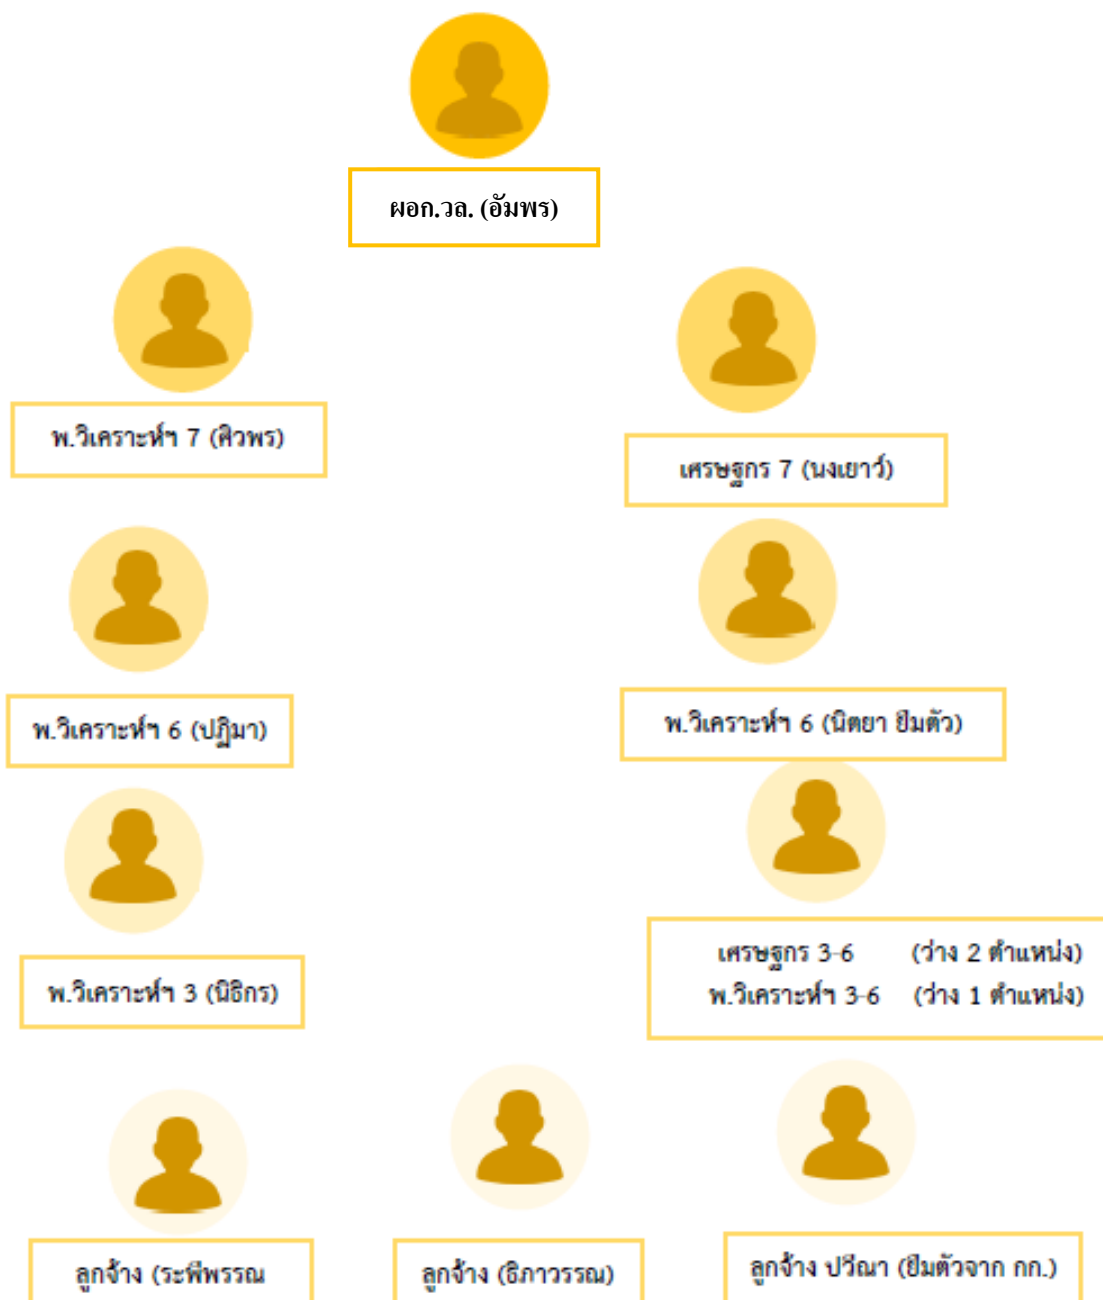 ผอก.วล. (อัมพร)
พ.วิเคราะห์ฯ 7 (ศิวพร)
เศรษฐกร 7 (นงเยาว์)
พ.วิเคราะห์ฯ 6 (ปฏิมา)
พ.วิเคราะห์ฯ 6 (นิตยา ยืมตัว)
พ.วิเคราะห์ฯ 3 (นิธิกร)
เศรษฐกร 3-6 (ว่าง 2 ตำแหน่ง)
พ.วิเคราะห์ฯ 3-6 (ว่าง 1 ตำแหน่ง)
ลูกจ้าง (ระพีพรรณ
ลูกจ้าง (ธิภาวรรณ)
ลูกจ้าง ปวีณา (ยืมตัวจาก กก.)